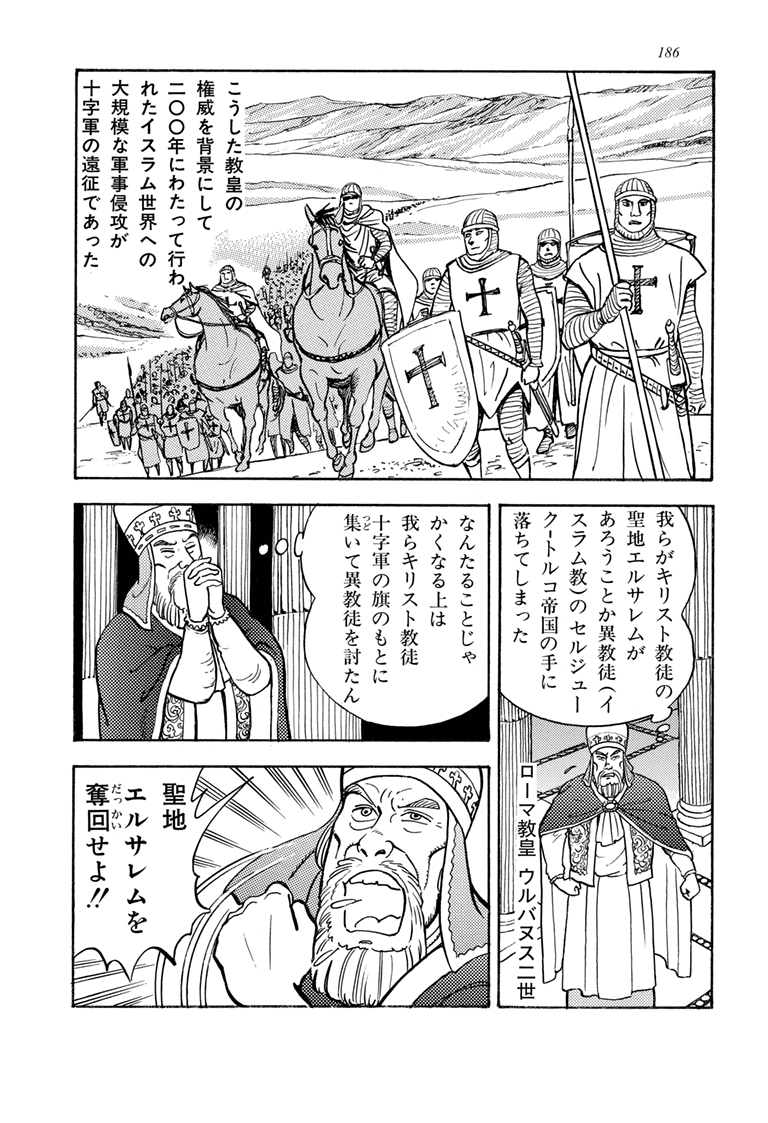 186
こうした教皇の
権威を背景にして
二〇〇年にわたって行わ
れたイスラム世界への
大規模な軍事侵攻が
十字軍の遠征であった
我らがキリスト教徒の
聖地エルサレムが
あろうことか異教徒(イ
スラム教)のセルジュー
ク-トルコ帝国の手に
落ちてしまった
ローマ教皇 ウルバヌス二世
なんたることじゃ
かくなる上は
我らキリスト教徒
十字軍の旗のもとに
集いて異教徒を討たん
つど
聖地
エルサレムを
奪回せよ!!
だっかい